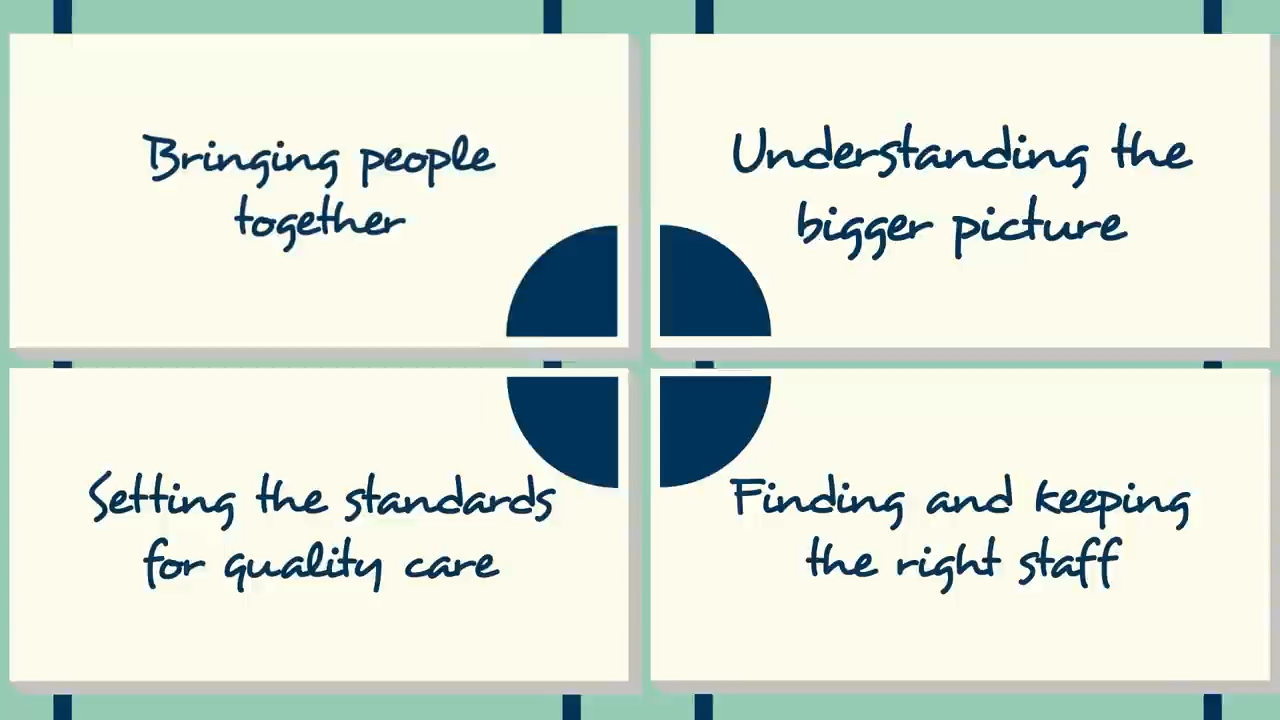 Bringing people
together
Understanding the
bigger picture
Setting the standards
for quality care
Finding and keeping
the right staff